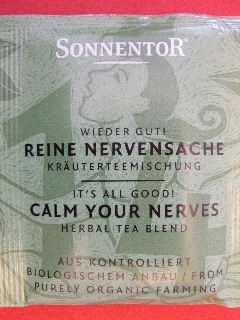 SONNENTOR®
WIEDER GUT!
REINE NERVENSACHE
KRÄUTERTEEMISCHUNG
IT'S ALL GOOD!
CALM YOUR NERVES
HERBAL TEA BLEND
AUS KONTROLLIERT
BIOLOGISCHEM ANBAU / FROM
PURELY ORGANIC FARMING